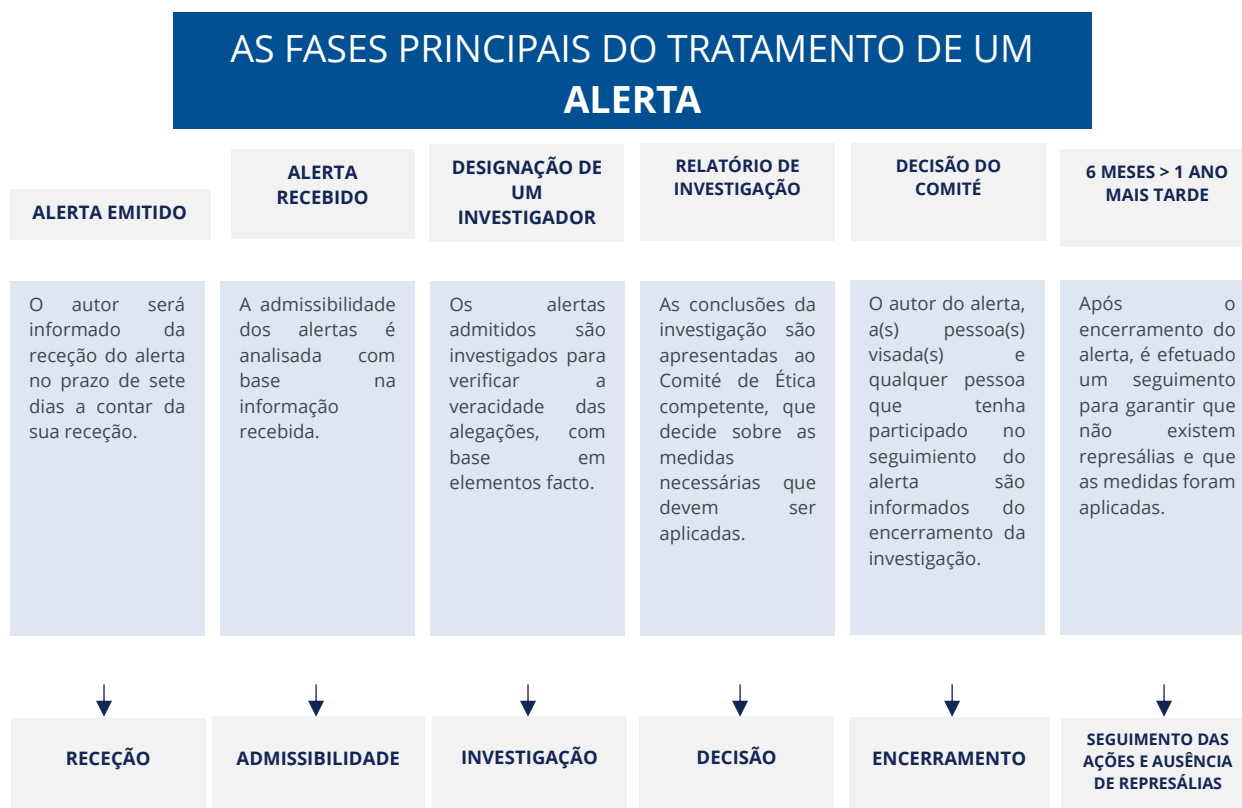 AS FASES PRINCIPAIS DO TRATAMENTO DE UM
ALERTA
ALERTA EMITIDO
ALERTA
RECEBIDO
DESIGNAÇÃO DE
UM
INVESTIGADOR
RELATÓRIO DE
INVESTIGAÇÃO
DECISÃO DO
COMITÉ
6 MESES > 1 ANO
MAIS TARDE
O autor será
informado da
receção do alerta
no prazo de sete
dias a contar da
sua receção.
A admissibilidade
dos alertas é
analisada com
base na
informação
recebida.
Os alertas
admitidos são
investigados para
verificar a
veracidade das
alegações, com
base em
elementos facto.
As conclusões da
investigação são
apresentadas ao
Comité de Ética
competente, que
decide sobre as
medidas
necessárias que
devem ser
aplicadas.
O autor do alerta,
a(s) pessoa(s)
visada(s) e
qualquer pessoa
que tenha
participado no
seguimiento do
alerta são
informados do
encerramento da
investigação.
Após o
encerramento do
alerta, é efetuado
um seguimento
para garantir que
não existem
represálias e que
as medidas foram
aplicadas.
RECEÇÃO
ADMISSIBILIDADE
INVESTIGAÇÃO
DECISÃO
ENCERRAMENTO
SEGUIMENTO DAS
AÇÕES E AUSÊNCIA
DE REPRESÁLIAS